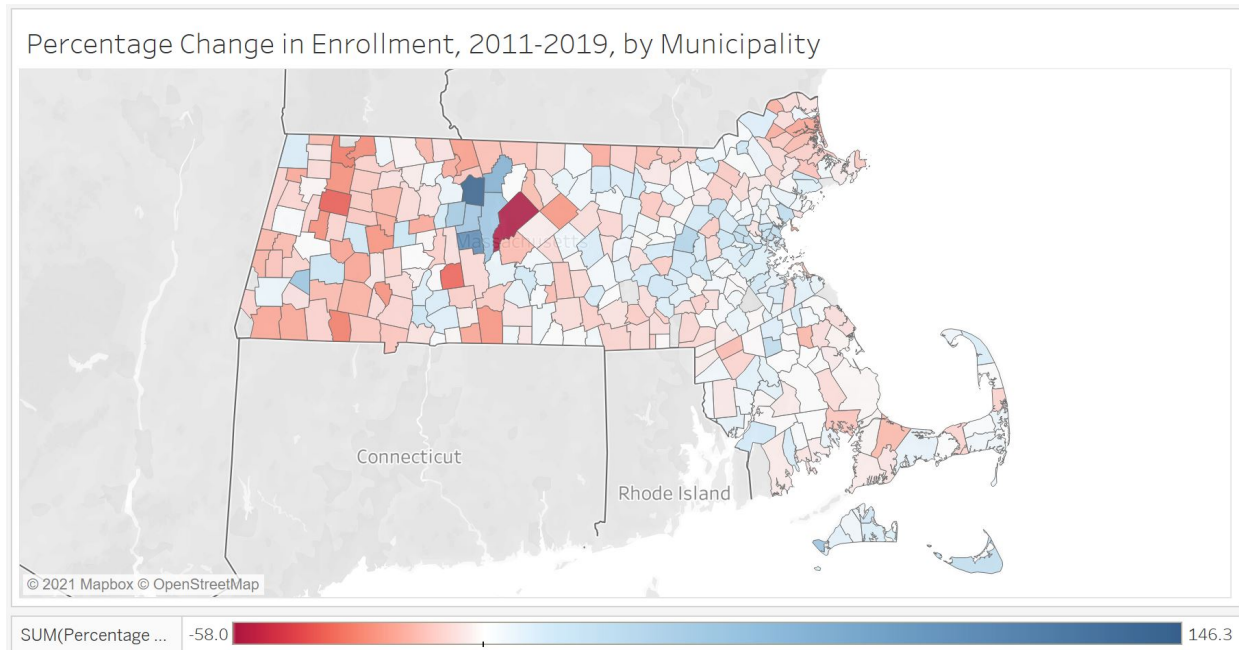 Percentage Change in Enrollment, 2011-2019, by Municipality
Massachusetts
Connecticut
Rhode Island
© 2021 Mapbox © OpenStreetMap
SUM(Percentage ...
-58.0
146.3